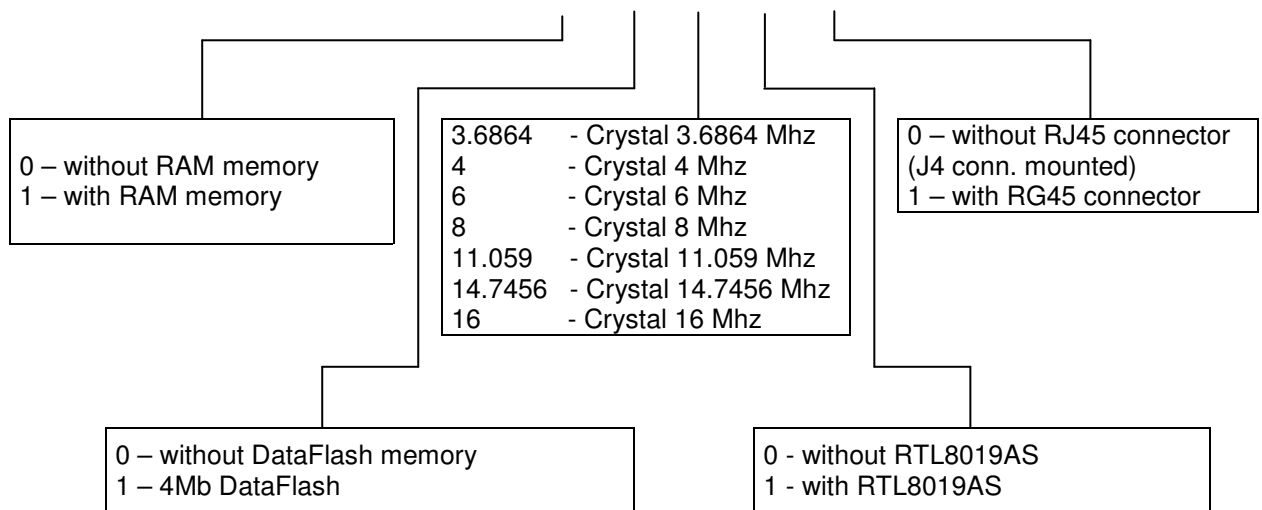 0 – without RAM memory
1 – with RAM memory
3.6864 - Crystal 3.6864 Mhz
4 - Crystal 4 Mhz
6 - Crystal 6 Mhz
8 - Crystal 8 Mhz
11.059 - Crystal 11.059 Mhz
14.7456 - Crystal 14.7456 Mhz
16 - Crystal 16 Mhz
0 – without RJ45 connector
(J4 conn. mounted)
1 – with RG45 connector
0 – without DataFlash memory
1 – 4Mb DataFlash
0 - without RTL8019AS
1 - with RTL8019AS